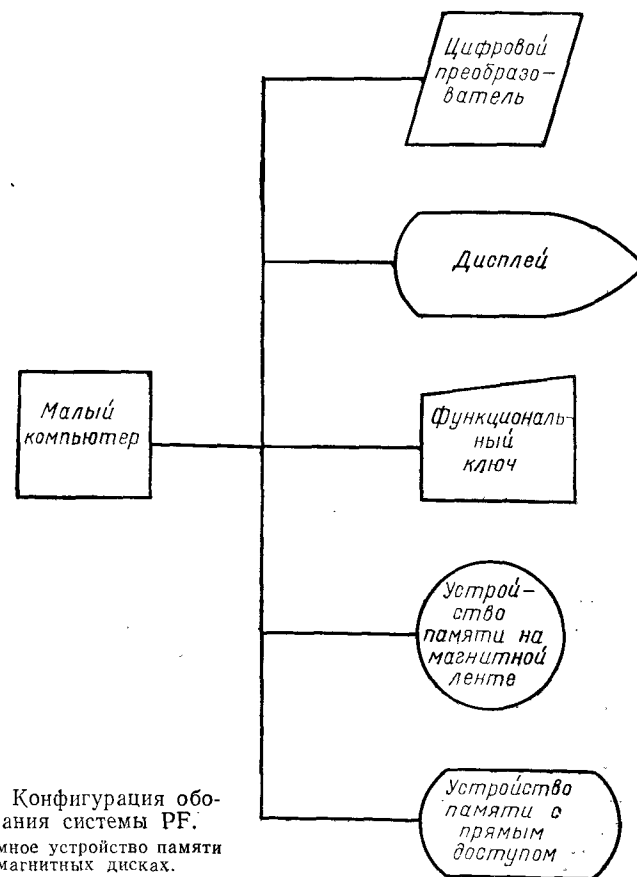 Цифровой
преобразо-
ватель
Дисплей
Малый
компьютер
Функциональ-
ный
ключ
Устрой-
ство
памяти на
магнитной
ленте
Устройство
памяти с
прямым
доступом
Конфигурация обо-
ания системы PF.
мное устройство памяти
магнитных дисках.